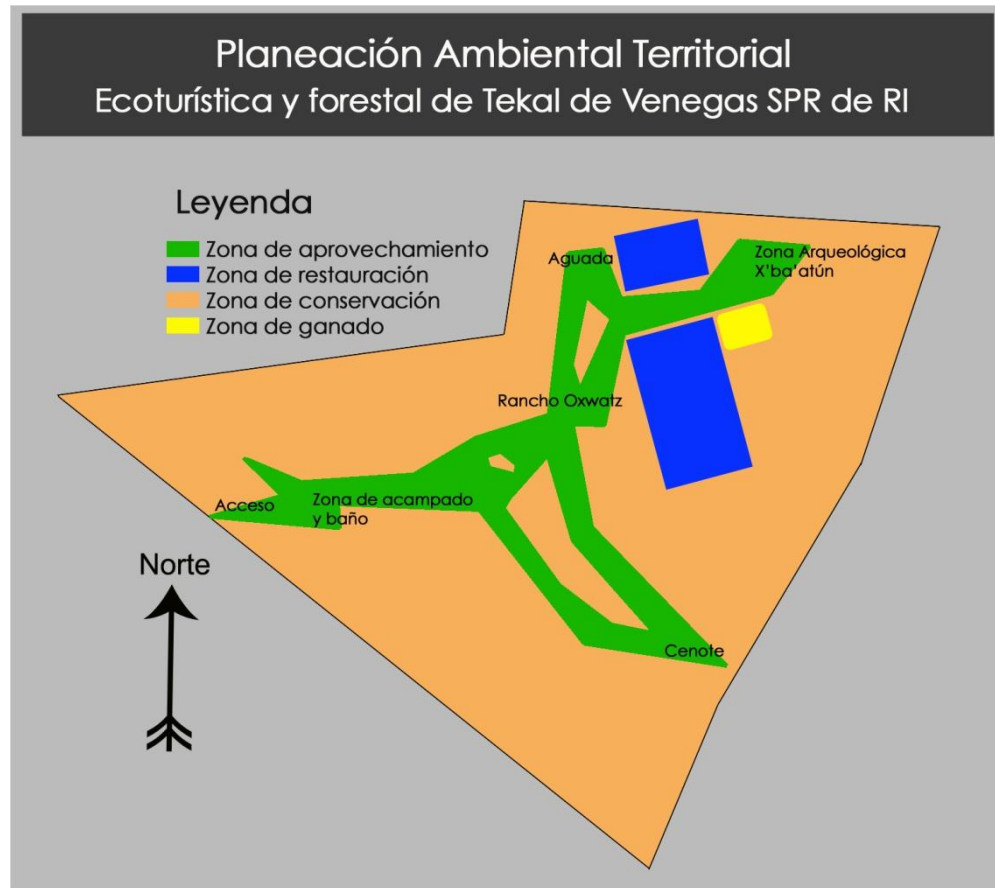 Planeación Ambiental Territorial
Ecoturística y forestal de Tekal de Venegas SPR de RI
Leyenda
Zona de aprovechamiento
Zona de restauración
Zona de conservación
Zona de ganado
Aguada
Zona Arqueológica
X'ba'atún
Rancho Oxwatz
Acceso
Zona de acampado
y baño
Norte
Cenote